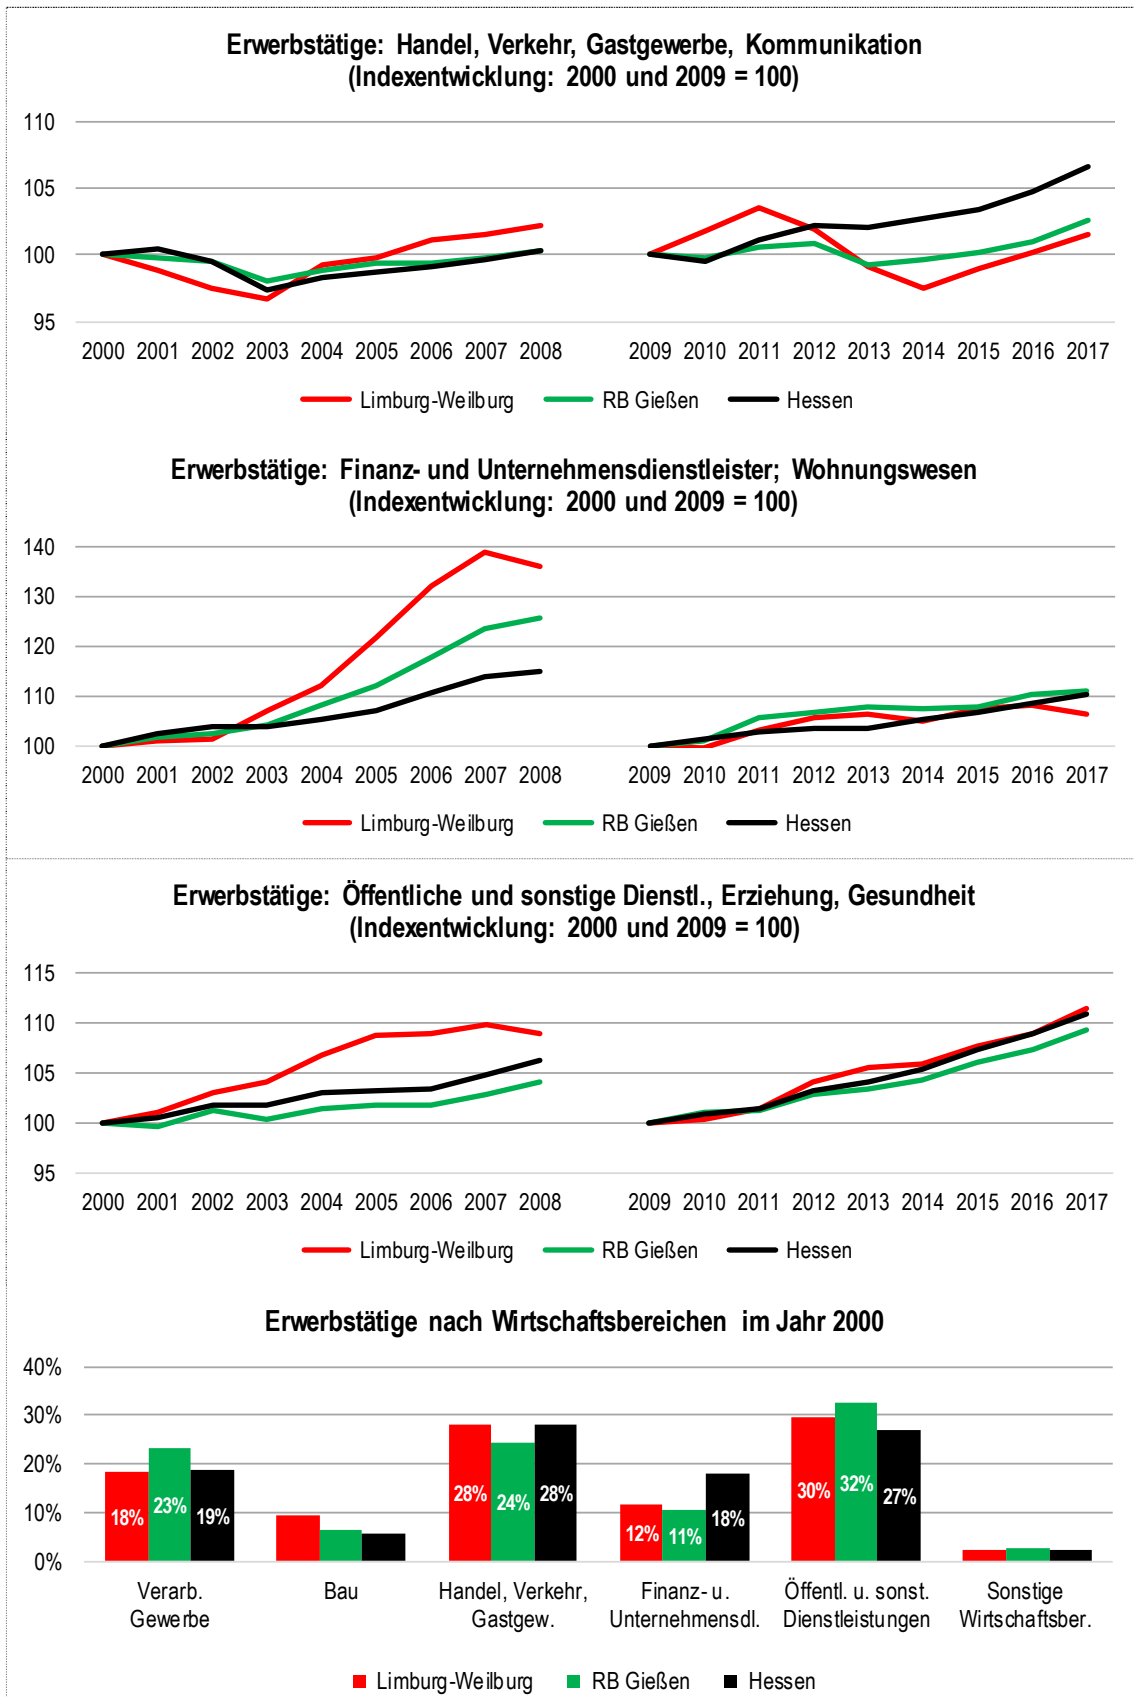 Erwerbstätige: Handel, Verkehr, Gastgewerbe, Kommunikation
(Indexentwicklung: 2000 und 2009 = 100)
110
105
100
95
2000 2001 2002 2003 2004 2005 2006 2007 2008 2009 2010 2011 2012 2013 2014 2015 2016 2017
Limburg-Weilburg RB Gießen Hessen
Erwerbstätige: Finanz- und Unternehmensdienstleister; Wohnungswesen
(Indexentwicklung: 2000 und 2009 = 100)
140
130
120
110
100
2000 2001 2002 2003 2004 2005 2006 2007 2008 2009 2010 2011 2012 2013 2014 2015 2016 2017
Limburg-Weilburg RB Gießen Hessen
Erwerbstätige: Öffentliche und sonstige Dienstl., Erziehung, Gesundheit
(Indexentwicklung: 2000 und 2009 = 100)
115
110
105
100
95
2000 2001 2002 2003 2004 2005 2006 2007 2008 2009 2010 2011 2012 2013 2014 2015 2016 2017
Limburg-Weilburg RB Gießen Hessen
Erwerbstätige nach Wirtschaftsbereichen im Jahr 2000
40%
30%
20%
10%
0%
18% 23% 19% 28% 24% 28% 12% 11% 18% 30% 32% 27%
Verarb. Bau Handel, Verkehr, Finanz- u. Öffentl. u. sonst. Sonstige
Gewerbe Gastgew. Unternehmensdl. Dienstleistungen Wirtschaftsber.
Limburg-Weilburg RB Gießen Hessen